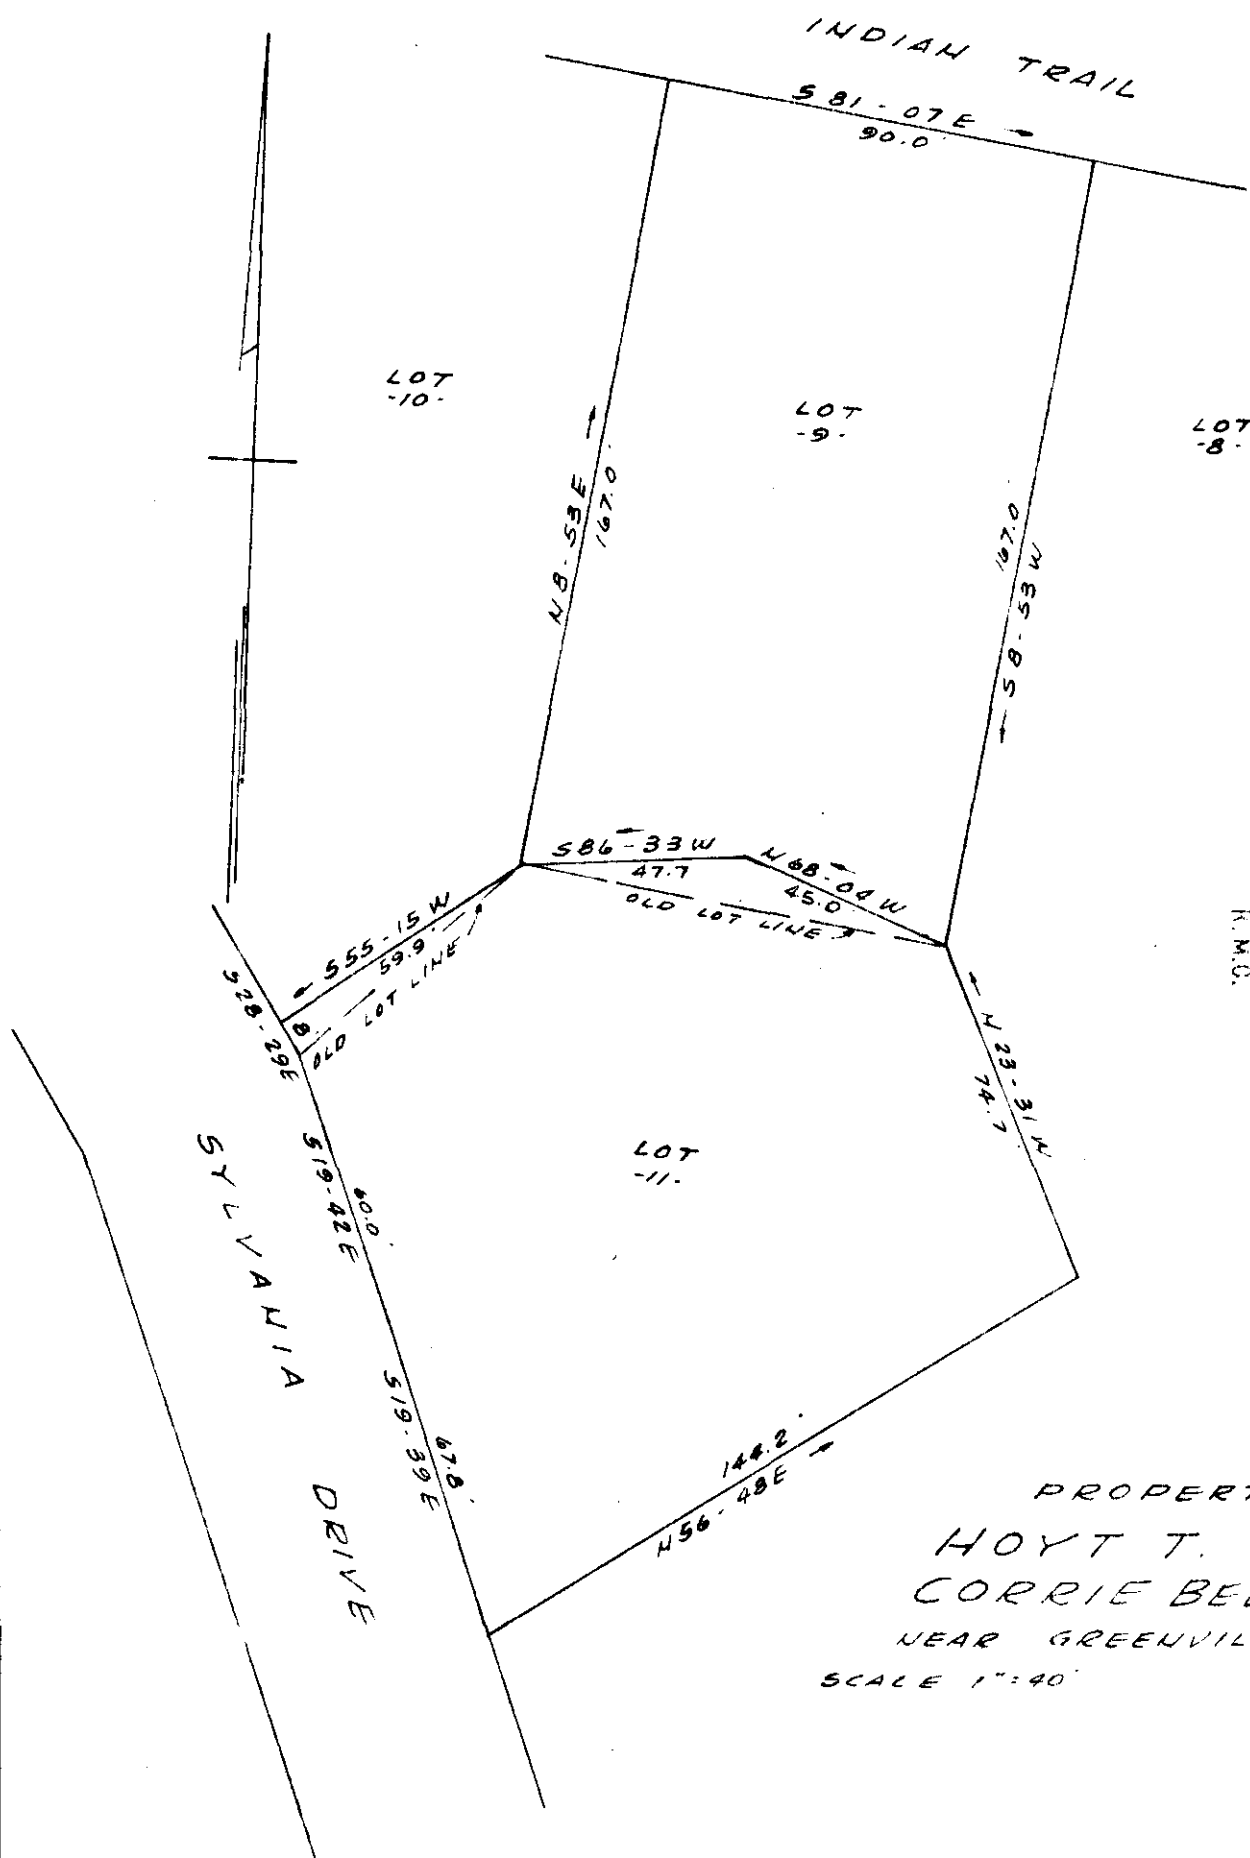 INDIAN TRAIL
S 81-07 E
90.0'
LOT
-10-
LOT
-9-
LOT
-8-
N 8-53 E
167.0'
167.0'
S 8-53 W
S 86-33 W
47.7
N 68-04 W
45.0
OLD LOT LINE
S 55-15 W
59.9'
OLD LOT LINE
8
S 28-29 E
R.M.C.
N 23-31 W
74.7'
LOT
-11-
S 19-42 E
60.0'
SYLVANIA DRIVE
S 19-39 E
67.8'
144.2'
N 56-48 E
PROPERT
HOYT T.
CORRIE BE
NEAR GREENVIL
SCALE 1"=40'